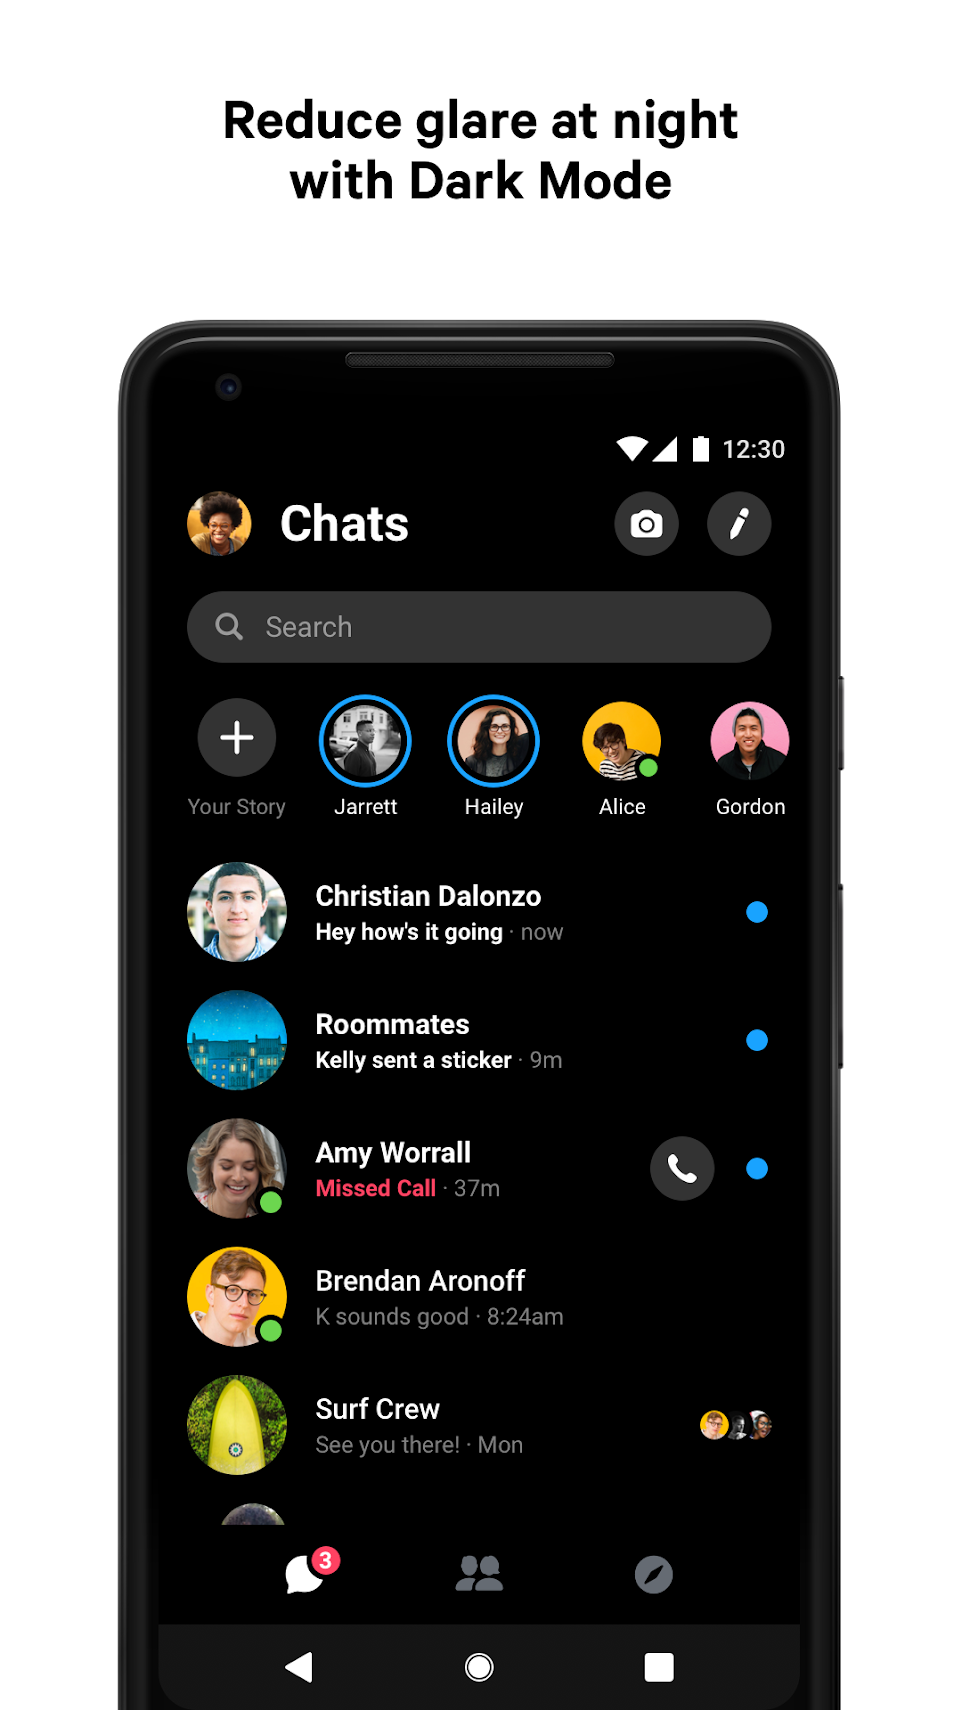 Reduce glare at night
with Dark Mode
12:30
Chats
Search
Your Story
Jarrett
Hailey
Alice
Gordon
Christian Dalonzo
Hey how's it going · now
Roommates
Kelly sent a sticker · 9m
Amy Worrall
Missed Call · 37m
Brendan Aronoff
K sounds good · 8:24am
Surf Crew
See you there! · Mon
3